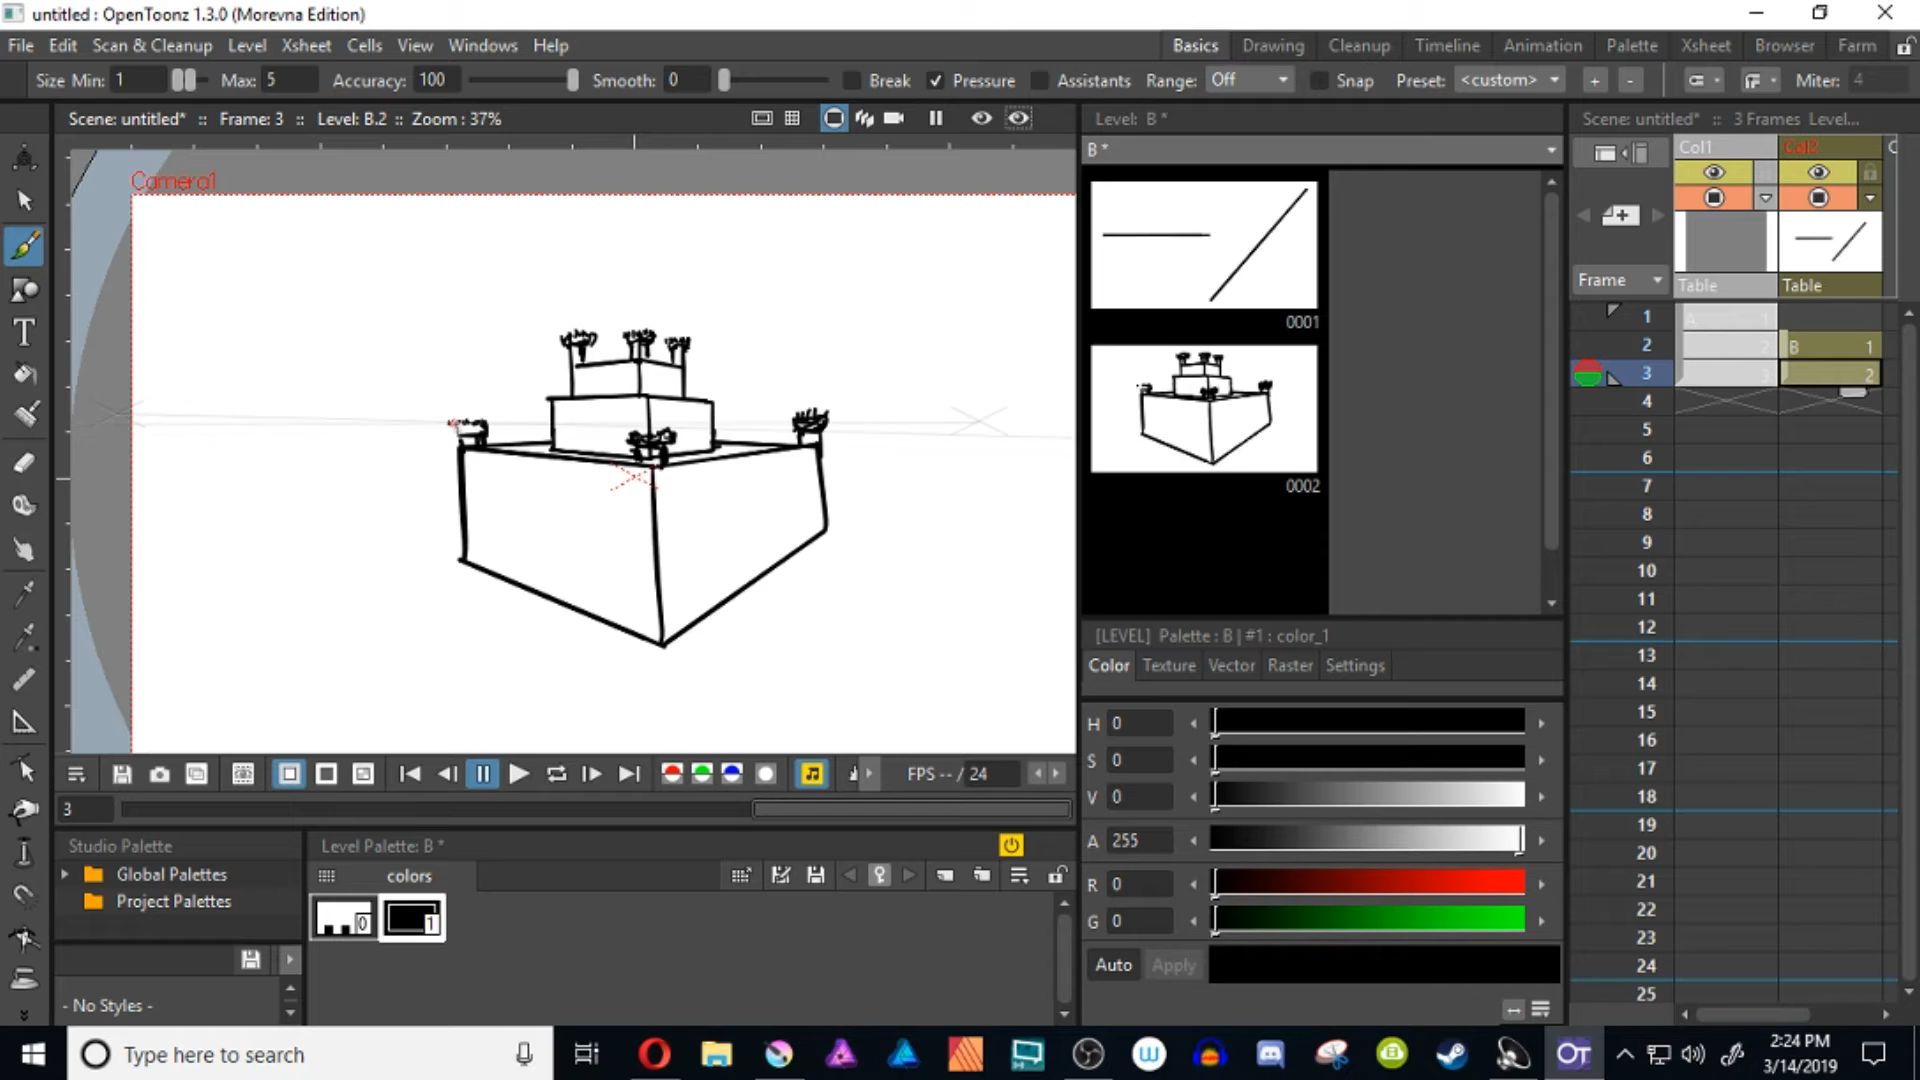 untitled : OpenToonz 1.3.0 (Morevna Edition)
File Edit Scan & Cleanup Level Xsheet Cells View Windows Help
Basics Drawing Cleanup Timeline Animation Palette Xsheet Browser Farm
Size Min: 1 Max: 5 Accuracy: 100 Smooth: 0 Break Pressure Assistants Range: Off Snap Preset: <custom> + - Miter: 4
Scene: untitled* :: Frame: 3 :: Level: B.2 :: Zoom : 37%
Level: B *
Scene: untitled* :: 3 Frames Level...
B *
Col1 Col2
Camera1
0001
0002
Frame
Table Table
1 A 1
2 2 B 1
3 3 2
4
5
6
7
8
9
10
11
12
13
14
15
16
17
18
19
20
21
22
23
24
25
[LEVEL] Palette : B | #1 : color_1
Color Texture Vector Raster Settings
H 0
S 0
V 0
A 255
R 0
G 0
Auto Apply
FPS -- / 24
3
Studio Palette
Global Palettes
Project Palettes
- No Styles -
Level Palette: B *
colors
0 1
Type here to search
2:24 PM
3/14/2019